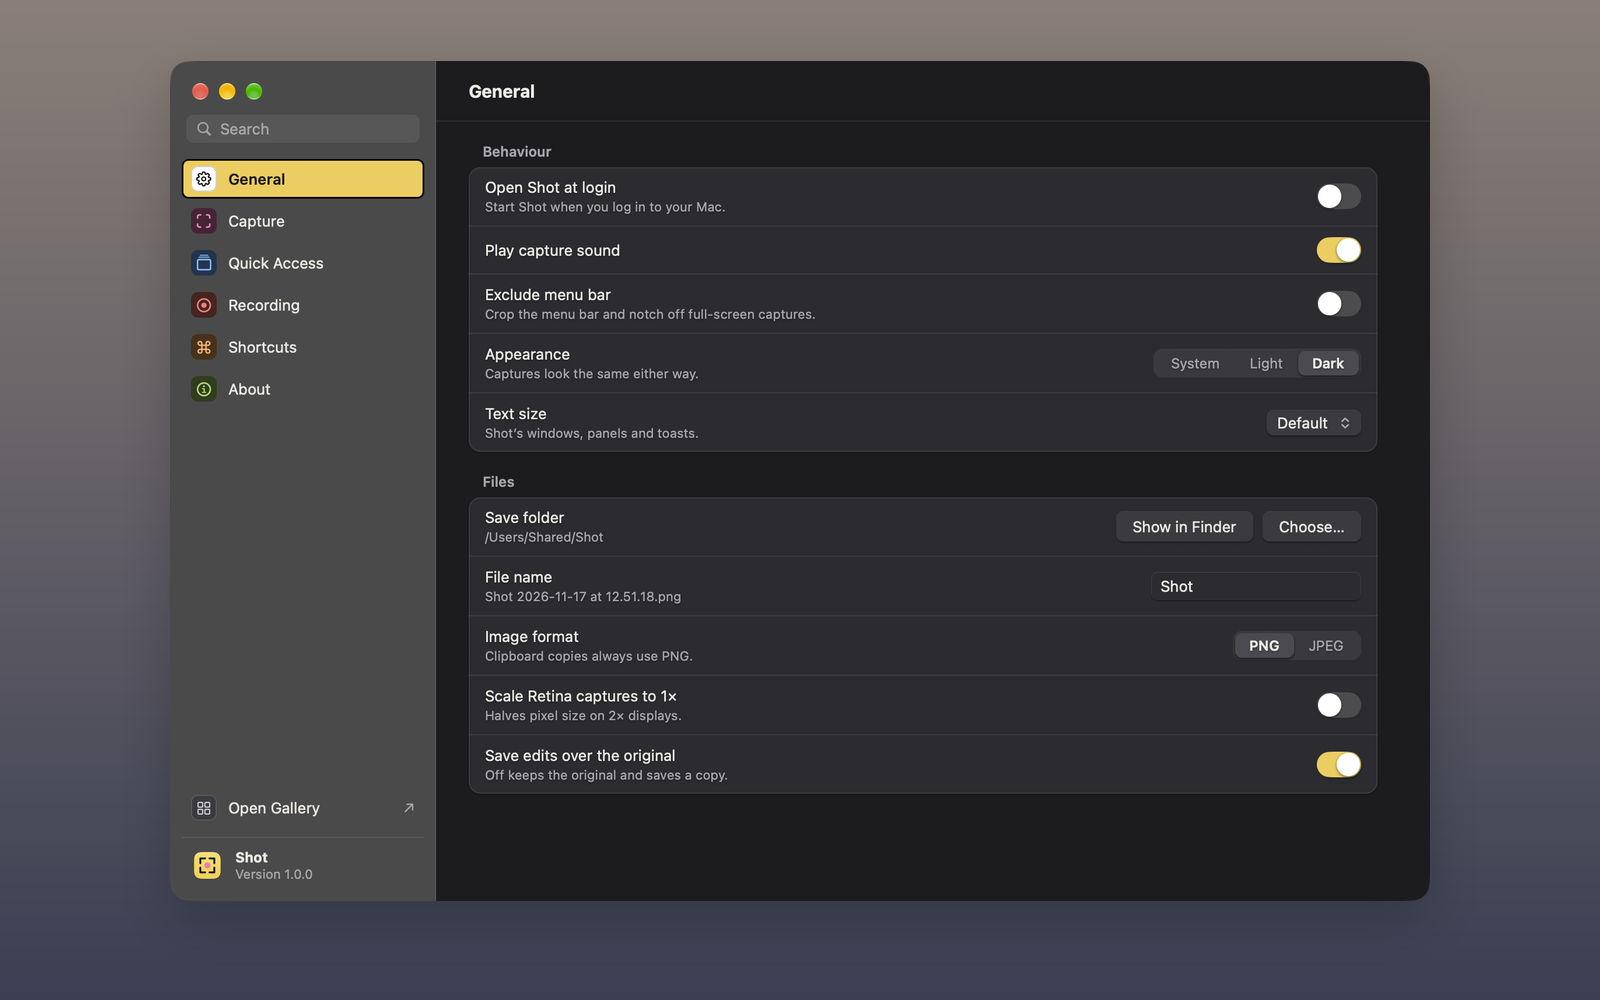 Search
General
Capture
Quick Access
Recording
Shortcuts
About
Open Gallery
Shot
Version 1.0.0
General
Behaviour
Open Shot at login
Start Shot when you log in to your Mac.
Play capture sound
Exclude menu bar
Crop the menu bar and notch off full-screen captures.
Appearance
Captures look the same either way.
System Light Dark
Text size
Shot's windows, panels and toasts.
Default
Files
Save folder
/Users/Shared/Shot
Show in Finder Choose...
File name
Shot 2026-11-17 at 12.51.18.png
Shot
Image format
Clipboard copies always use PNG.
PNG JPEG
Scale Retina captures to 1×
Halves pixel size on 2× displays.
Save edits over the original
Off keeps the original and saves a copy.